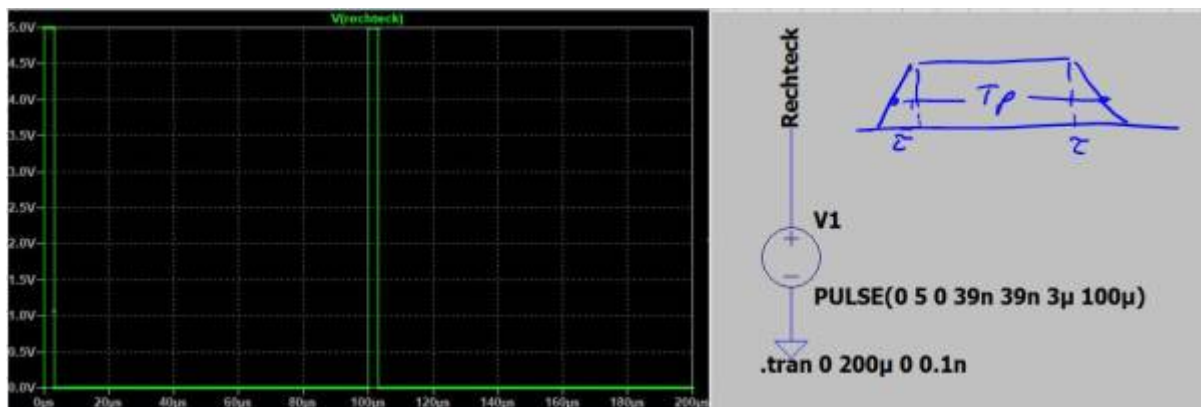 V(rechteck)
5.0V
4.5V
4.0V
3.5V
3.0V
2.5V
2.0V
1.5V
1.0V
0.5V
0.0V
0µs 20µs 40µs 60µs 80µs 100µs 120µs 140µs 160µs 180µs 200µs
Rechteck
Tp
τ τ
V1
PULSE(0 5 0 39n 39n 3µ 100µ)
.tran 0 200µ 0 0.1n